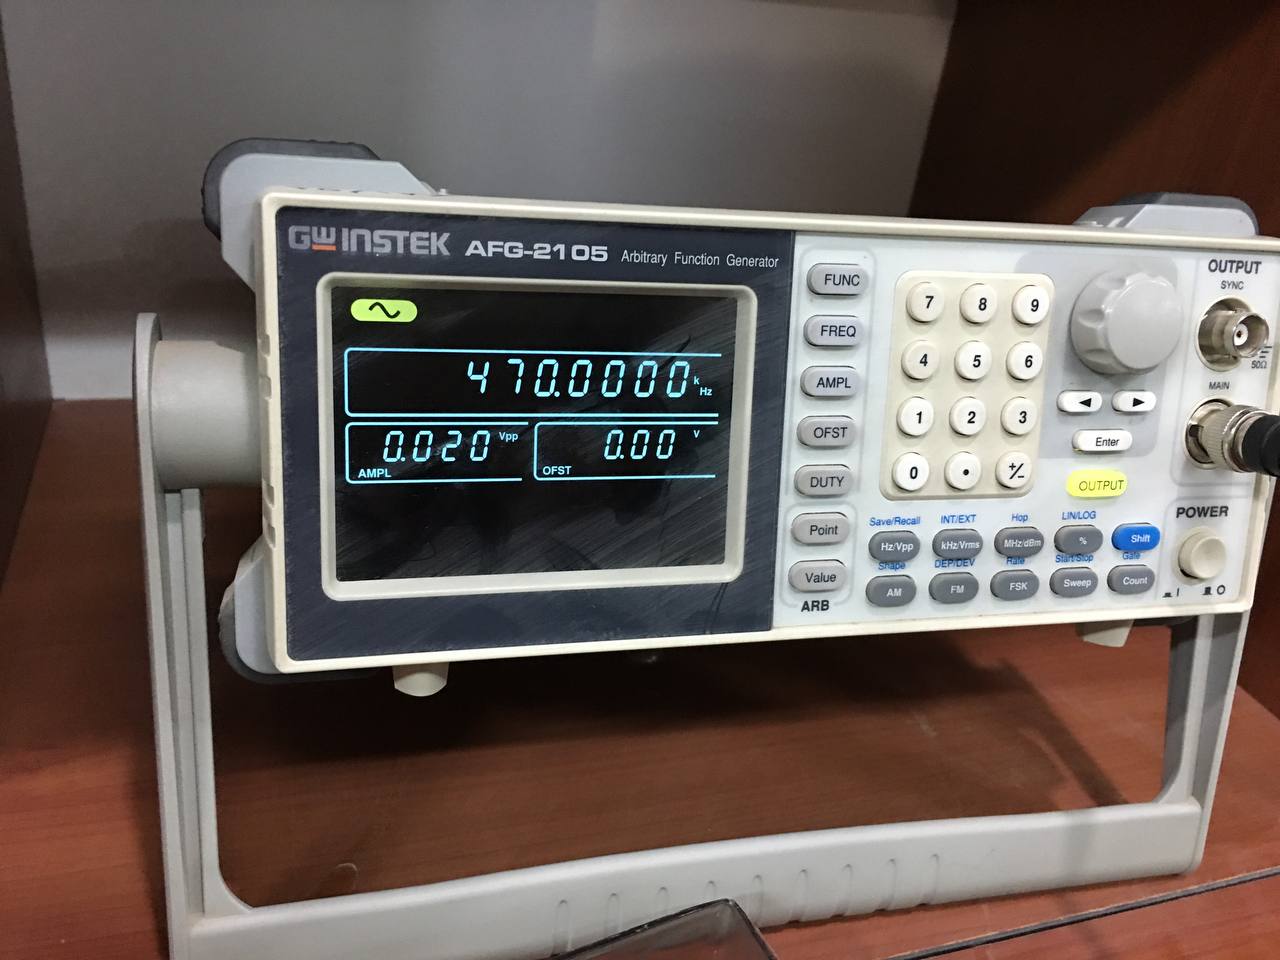 GW INSTEK AFG-2105 Arbitrary Function Generator
470.0000 k Hz
0.020 Vpp
AMPL
0.00 V
OFST
FUNC
FREQ
AMPL
OFST
DUTY
Point
Value
ARB
7 8 9
4 5 6
1 2 3
0 • +/−
◀ ▶
Enter
OUTPUT
Save/Recall INT/EXT Hop LIN/LOG
Hz/Vpp kHz/Vrms MHz/dBm % Shift
Shape DEP/DEV Rate Start/Stop Gate
AM FM FSK Sweep Count
OUTPUT
SYNC
50Ω
MAIN
POWER
I O